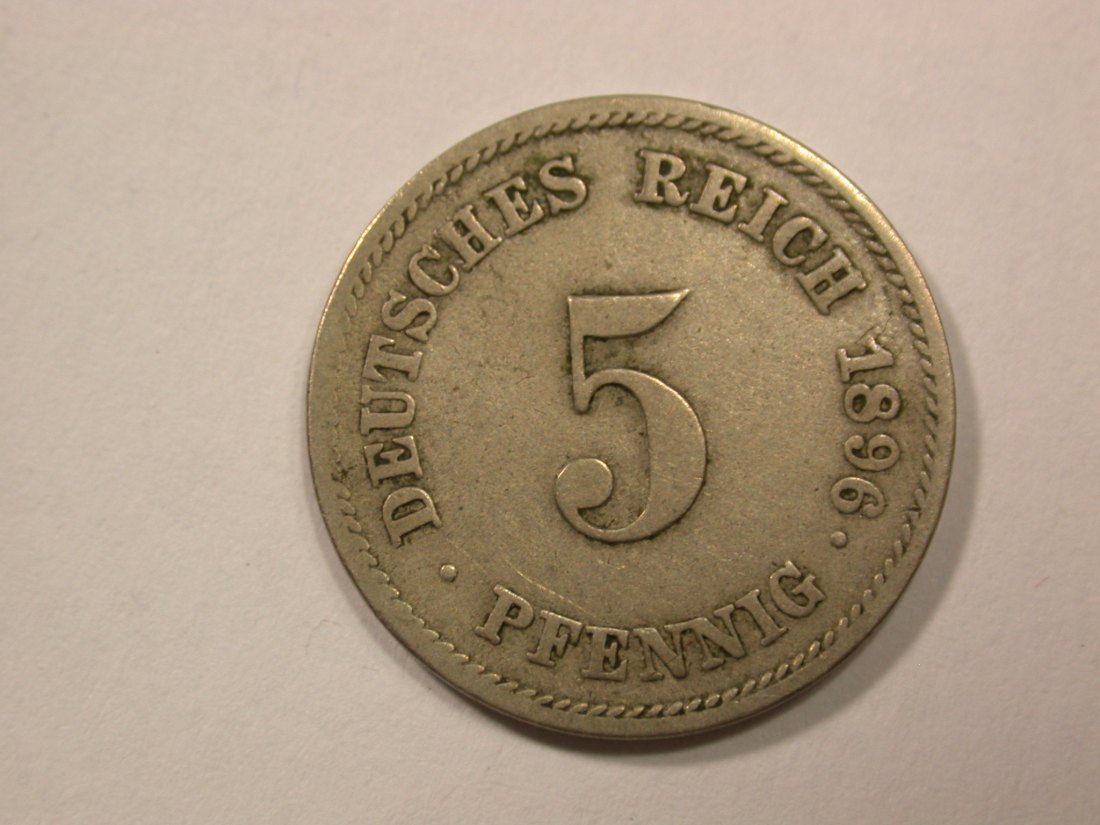 DEUTSCHES REICH 1896.
5
· PFENNIG